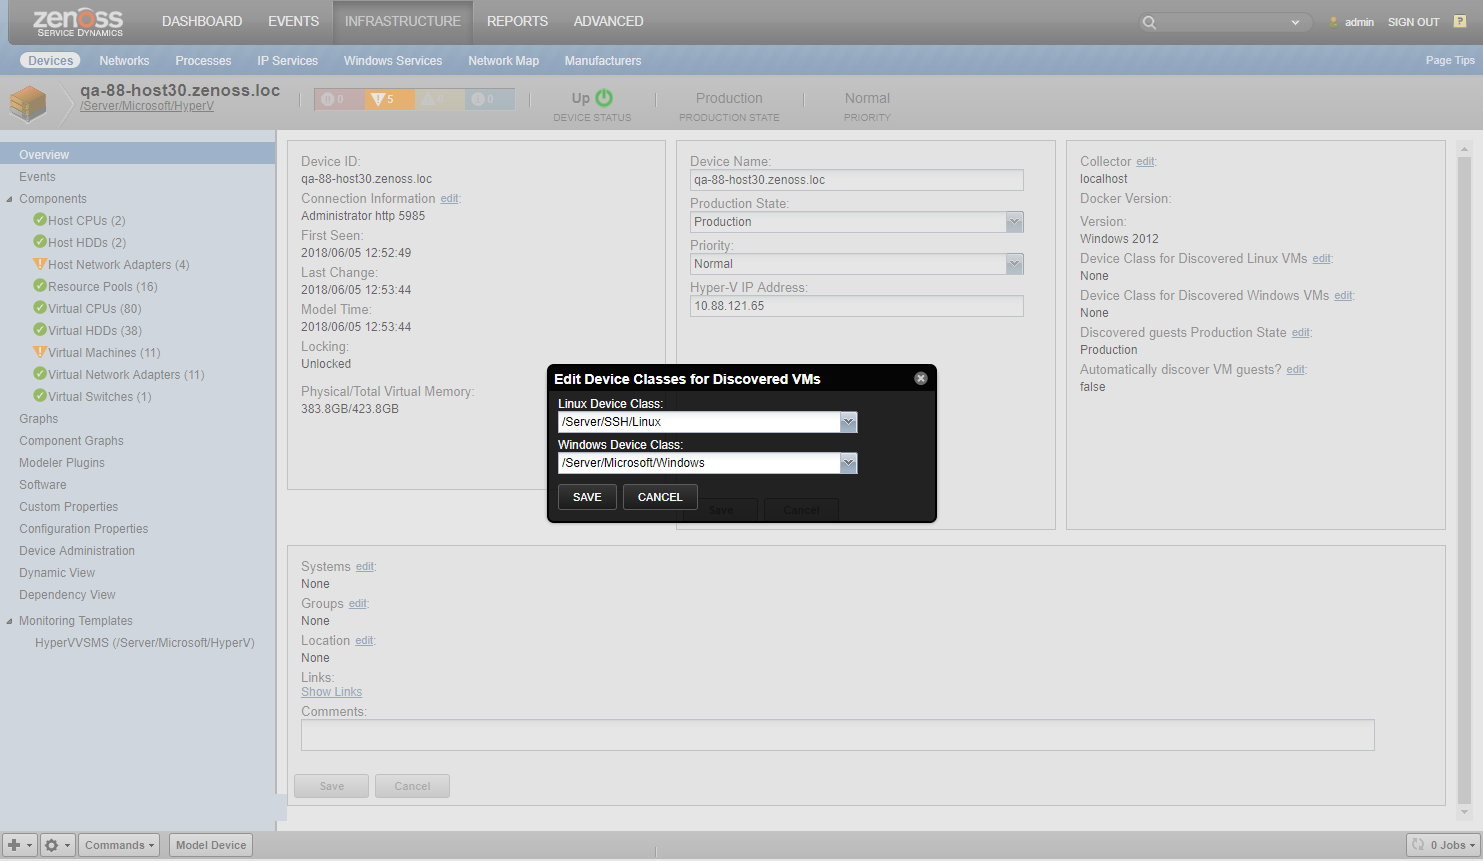 zenoss
SERVICE DYNAMICS
DASHBOARD EVENTS INFRASTRUCTURE REPORTS ADVANCED
admin SIGN OUT ?
Devices Networks Processes IP Services Windows Services Network Map Manufacturers Page Tips
qa-88-host30.zenoss.loc
/Server/Microsoft/HyperV
0 5 0 0
Up
DEVICE STATUS
Production
PRODUCTION STATE
Normal
PRIORITY
Overview
Events
Components
Host CPUs (2)
Host HDDs (2)
Host Network Adapters (4)
Resource Pools (16)
Virtual CPUs (80)
Virtual HDDs (38)
Virtual Machines (11)
Virtual Network Adapters (11)
Virtual Switches (1)
Graphs
Component Graphs
Modeler Plugins
Software
Custom Properties
Configuration Properties
Device Administration
Dynamic View
Dependency View
Monitoring Templates
HyperVVSMS (/Server/Microsoft/HyperV)
Device ID:
qa-88-host30.zenoss.loc
Connection Information edit:
Administrator http 5985
First Seen:
2018/06/05 12:52:49
Last Change:
2018/06/05 12:53:44
Model Time:
2018/06/05 12:53:44
Locking:
Unlocked
Physical/Total Virtual Memory:
383.8GB/423.8GB
Device Name:
qa-88-host30.zenoss.loc
Production State:
Production
Priority:
Normal
Hyper-V IP Address:
10.88.121.65
Save Cancel
Collector edit:
localhost
Docker Version:
Version:
Windows 2012
Device Class for Discovered Linux VMs edit:
None
Device Class for Discovered Windows VMs edit:
None
Discovered guests Production State edit:
Production
Automatically discover VM guests? edit:
false
Edit Device Classes for Discovered VMs
Linux Device Class:
/Server/SSH/Linux
Windows Device Class:
/Server/Microsoft/Windows
SAVE CANCEL
Systems edit:
None
Groups edit:
None
Location edit:
None
Links:
Show Links
Comments:
Save Cancel
Commands Model Device 0 Jobs